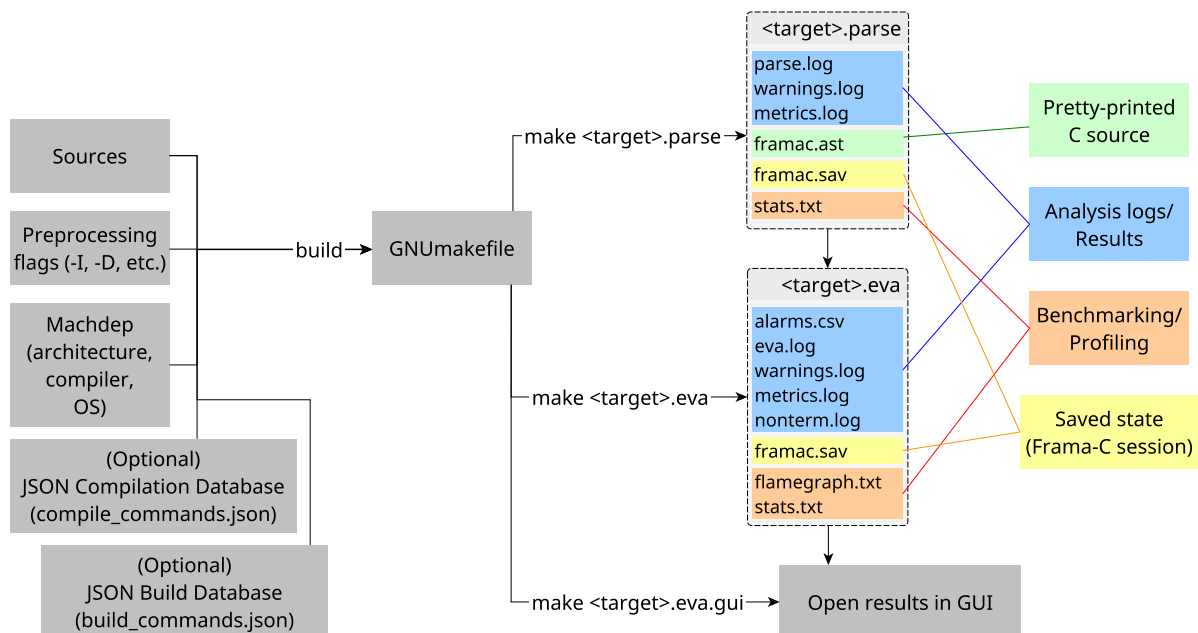 Sources
Preprocessing
flags (-I, -D, etc.)
Machdep
(architecture,
compiler,
OS)
(Optional)
JSON Compilation Database
(compile_commands.json)
(Optional)
JSON Build Database
(build_commands.json)
build
GNUmakefile
make <target>.parse
make <target>.eva
make <target>.eva.gui
<target>.parse
parse.log
warnings.log
metrics.log
framac.ast
framac.sav
stats.txt
<target>.eva
alarms.csv
eva.log
warnings.log
metrics.log
nonterm.log
framac.sav
flamegraph.txt
stats.txt
Open results in GUI
Pretty-printed
C source
Analysis logs/
Results
Benchmarking/
Profiling
Saved state
(Frama-C session)